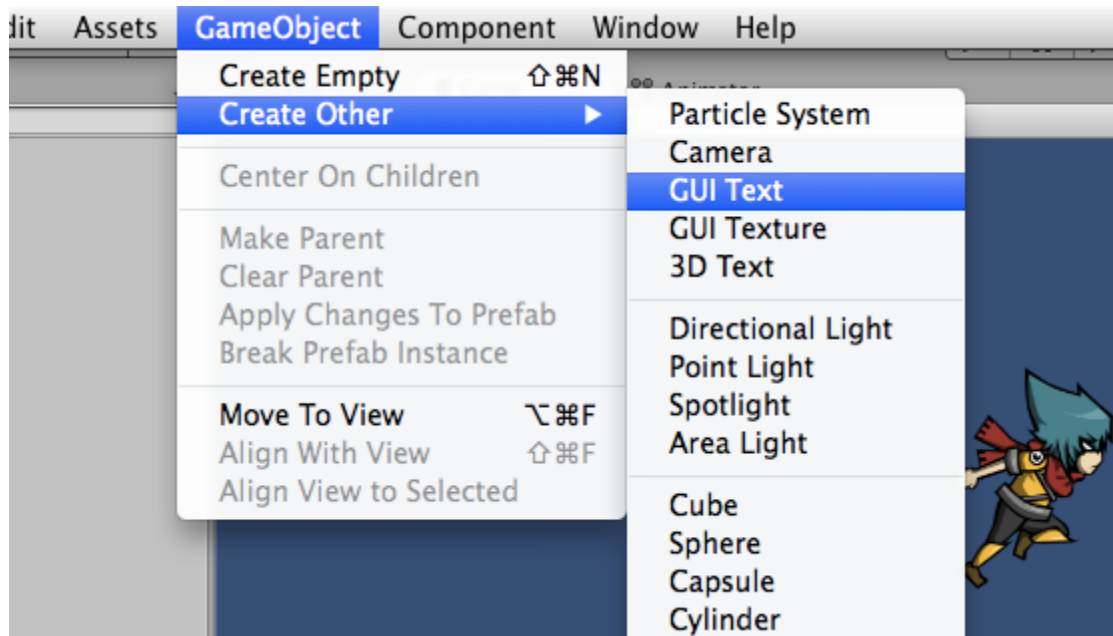 dit Assets GameObject Component Window Help
Create Empty ⇧⌘N
Create Other ▶
Center On Children
Make Parent
Clear Parent
Apply Changes To Prefab
Break Prefab Instance
Move To View ⌥⌘F
Align With View ⇧⌘F
Align View to Selected
Animator
Particle System
Camera
GUI Text
GUI Texture
3D Text
Directional Light
Point Light
Spotlight
Area Light
Cube
Sphere
Capsule
Cylinder